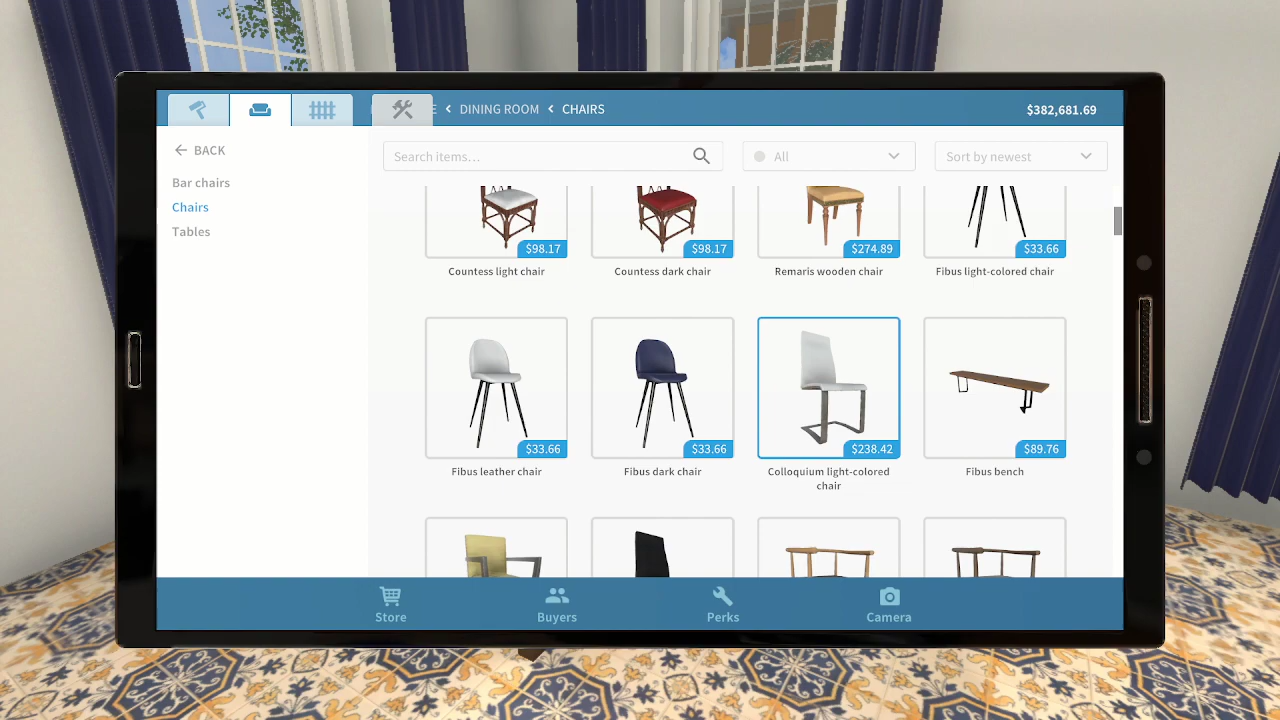 E < DINING ROOM < CHAIRS
$382,681.69
BACK
Bar chairs
Chairs
Tables
Search items...
All
Sort by newest
$98.17
$98.17
$274.89
$33.66
Countess light chair
Countess dark chair
Remaris wooden chair
Fibus light-colored chair
$33.66
$33.66
$238.42
$89.76
Fibus leather chair
Fibus dark chair
Colloquium light-colored
chair
Fibus bench
Store
Buyers
Perks
Camera